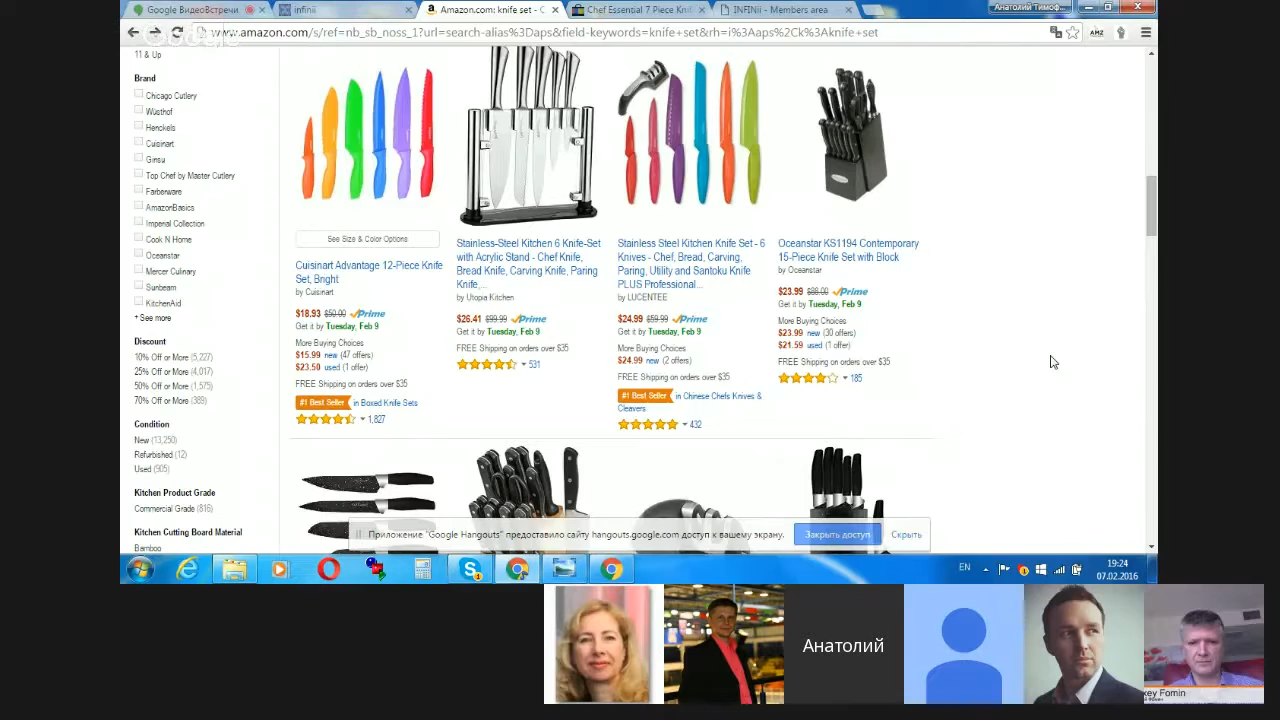 Google ВидеоВстречи
infinii
Amazon.com: knife set - C
Chef Essential 7 Piece Knif
INFINii - Members area
Анатолий Тимоф...
www.amazon.com/s/ref=nb_sb_noss_1?url=search-alias%3Daps&field-keywords=knife+set&rh=i%3Aaps%2Ck%3Aknife+set
Google
11 & Up
Brand
Chicago Cutlery
Wüsthof
Henckels
Cuisinart
Ginsu
Top Chef by Master Cutlery
Farberware
AmazonBasics
Imperial Collection
Cook N Home
Oceanstar
Mercer Culinary
Sunbeam
KitchenAid
+ See more
Discount
10% Off or More (5,227)
25% Off or More (4,017)
50% Off or More (1,575)
70% Off or More (389)
Condition
New (13,250)
Refurbished (12)
Used (905)
Kitchen Product Grade
Commercial Grade (816)
Kitchen Cutting Board Material
Bamboo
See Size & Color Options
Cuisinart Advantage 12-Piece Knife
Set, Bright
by Cuisinart
$18.93 $50.00 Prime
Get it by Tuesday, Feb 9
More Buying Choices
$15.99 new (47 offers)
$23.50 used (1 offer)
FREE Shipping on orders over $35
#1 Best Seller in Boxed Knife Sets
1,827
Stainless-Steel Kitchen 6 Knife-Set
with Acrylic Stand - Chef Knife,
Bread Knife, Carving Knife, Paring
Knife,...
by Utopia Kitchen
$26.41 $99.99 Prime
Get it by Tuesday, Feb 9
FREE Shipping on orders over $35
531
Stainless Steel Kitchen Knife Set - 6
Knives - Chef, Bread, Carving,
Paring, Utility and Santoku Knife
PLUS Professional...
by LUCENTEE
$24.99 $59.99 Prime
Get it by Tuesday, Feb 9
More Buying Choices
$24.99 new (2 offers)
FREE Shipping on orders over $35
#1 Best Seller in Chinese Chefs Knives &
Cleavers
432
Oceanstar KS1194 Contemporary
15-Piece Knife Set with Block
by Oceanstar
$23.99 $88.00 Prime
Get it by Tuesday, Feb 9
More Buying Choices
$23.99 new (30 offers)
$21.59 used (1 offer)
FREE Shipping on orders over $35
185
Приложение "Google Hangouts" предоставило сайту hangouts.google.com доступ к вашему экрану.
Закрыть доступ
Скрыть
EN
19:24
07.02.2016
Анатолий
xey Fomin